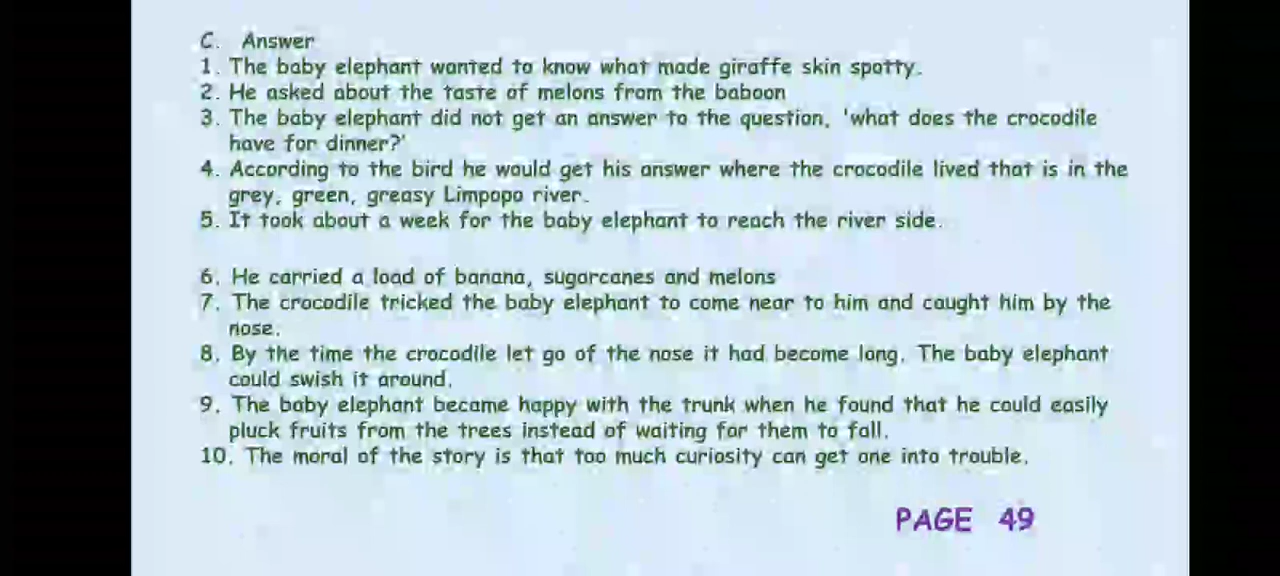 C. Answer
1. The baby elephant wanted to know what made giraffe skin spotty.
2. He asked about the taste of melons from the baboon
3. The baby elephant did not get an answer to the question, 'what does the crocodile
have for dinner?'
4. According to the bird he would get his answer where the crocodile lived that is in the
grey, green, greasy Limpopo river.
5. It took about a week for the baby elephant to reach the river side.
6. He carried a load of banana, sugarcanes and melons
7. The crocodile tricked the baby elephant to come near to him and caught him by the
nose.
8. By the time the crocodile let go of the nose it had become long. The baby elephant
could swish it around.
9. The baby elephant became happy with the trunk when he found that he could easily
pluck fruits from the trees instead of waiting for them to fall.
10. The moral of the story is that too much curiosity can get one into trouble.
PAGE 49